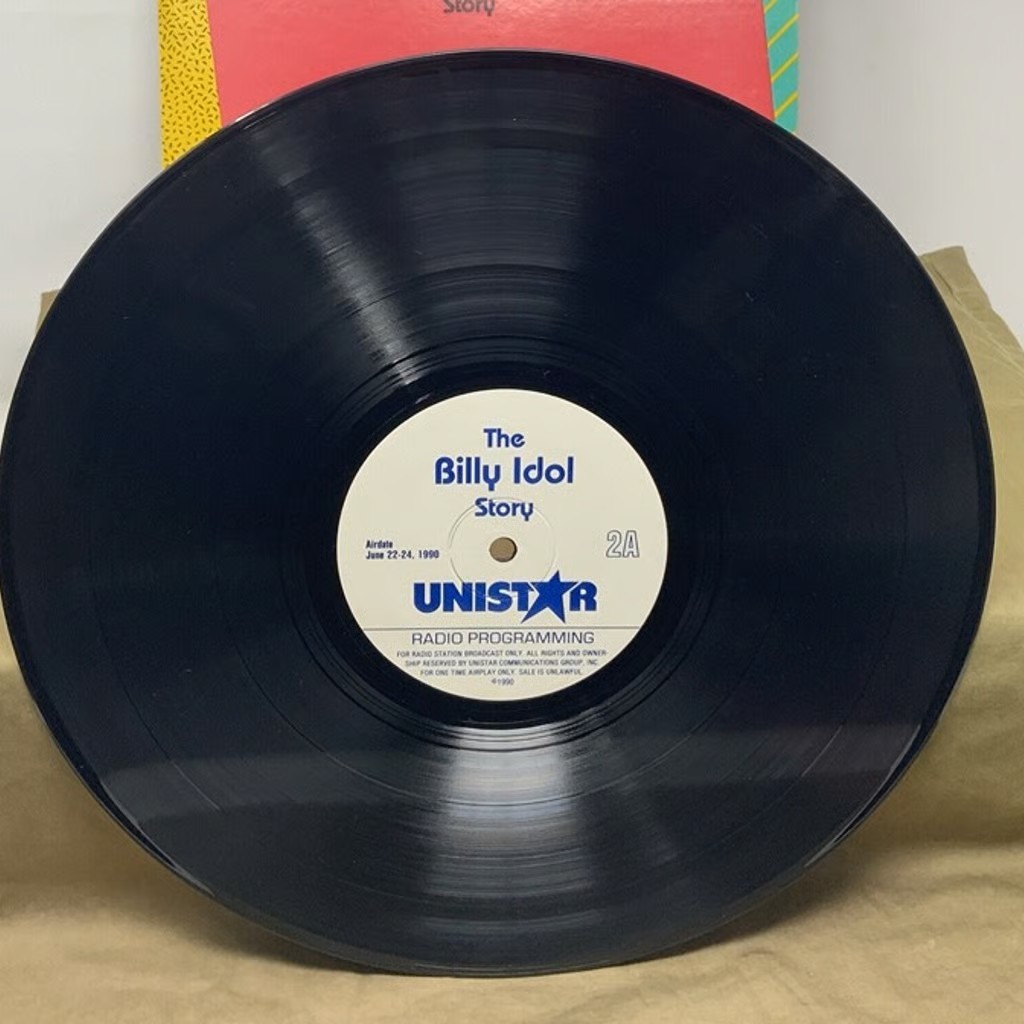 Story
The
Billy Idol
Story
Airdate
June 22-24, 1990
2A
UNISTAR
RADIO PROGRAMMING
FOR RADIO STATION BROADCAST ONLY. ALL RIGHTS AND OWNER-
SHIP RESERVED BY UNISTAR COMMUNICATIONS GROUP, INC.
FOR ONE TIME AIRPLAY ONLY. SALE IS UNLAWFUL.
©1990